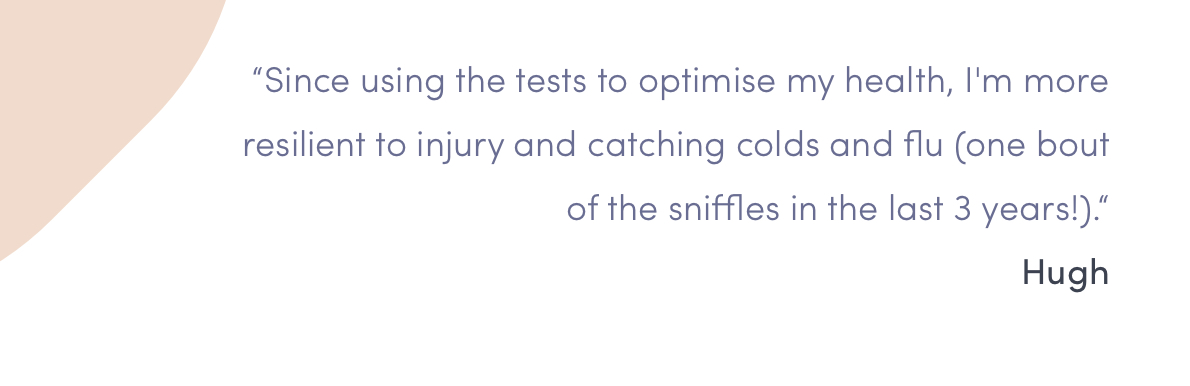 “Since using the tests to optimise my health, I'm more
resilient to injury and catching colds and flu (one bout
of the sniffles in the last 3 years!).“
Hugh